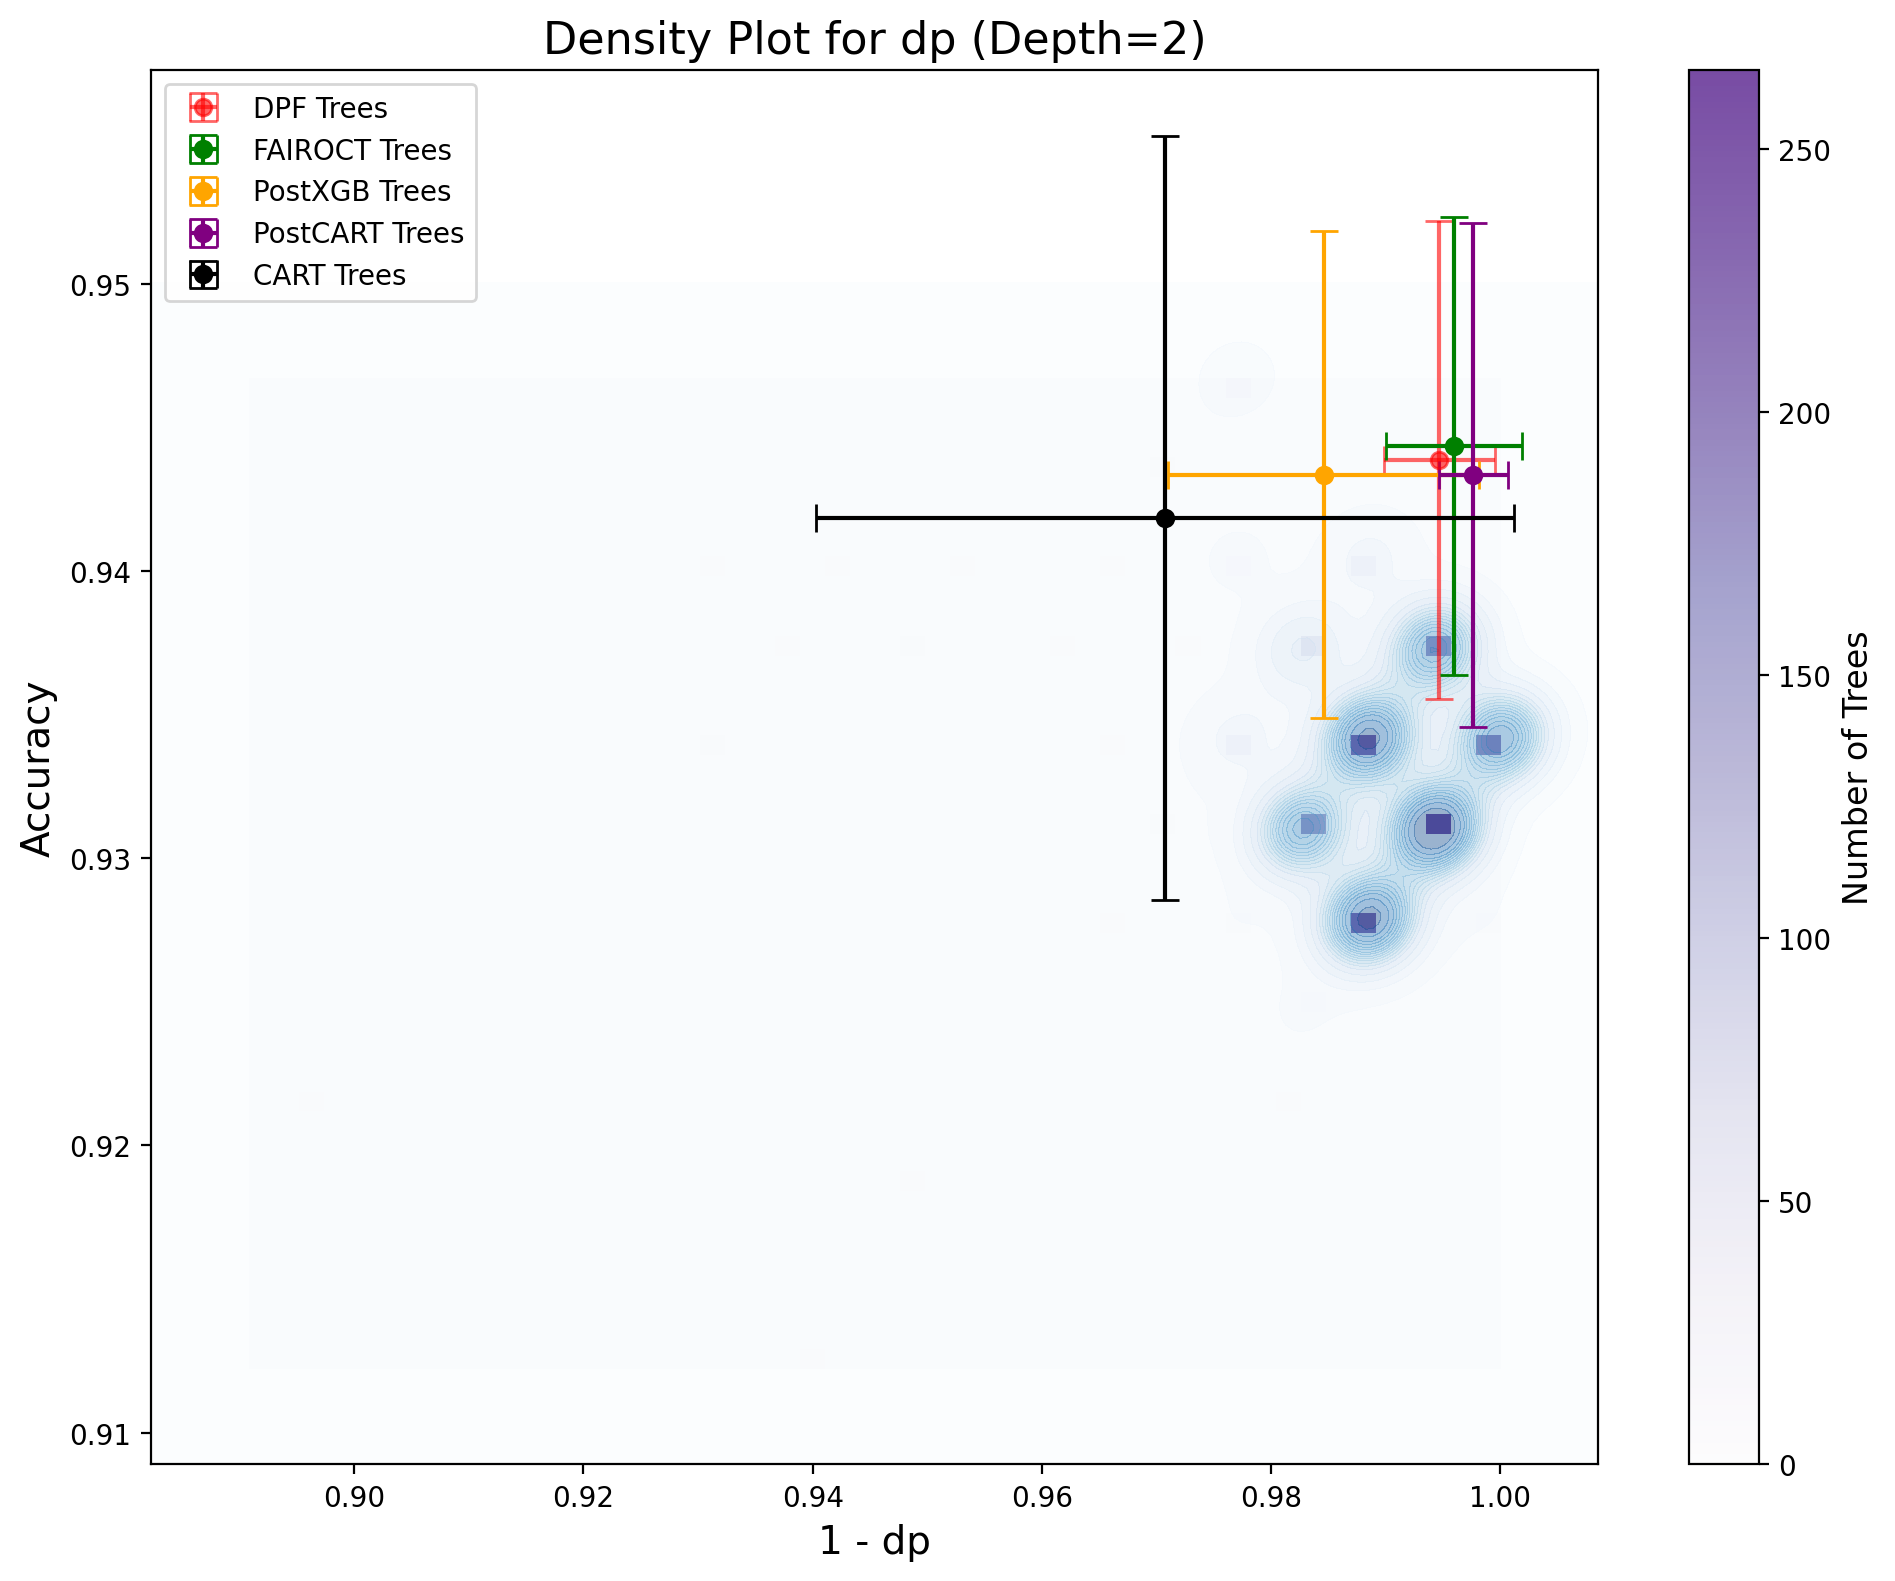 Density Plot for dp (Depth=2)
DPF Trees
FAIROCT Trees
PostXGB Trees
PostCART Trees
CART Trees
Accuracy
0.95
0.94
0.93
0.92
0.91
0.90
0.92
0.94
0.96
0.98
1.00
1 - dp
250
200
150
100
50
0
Number of Trees